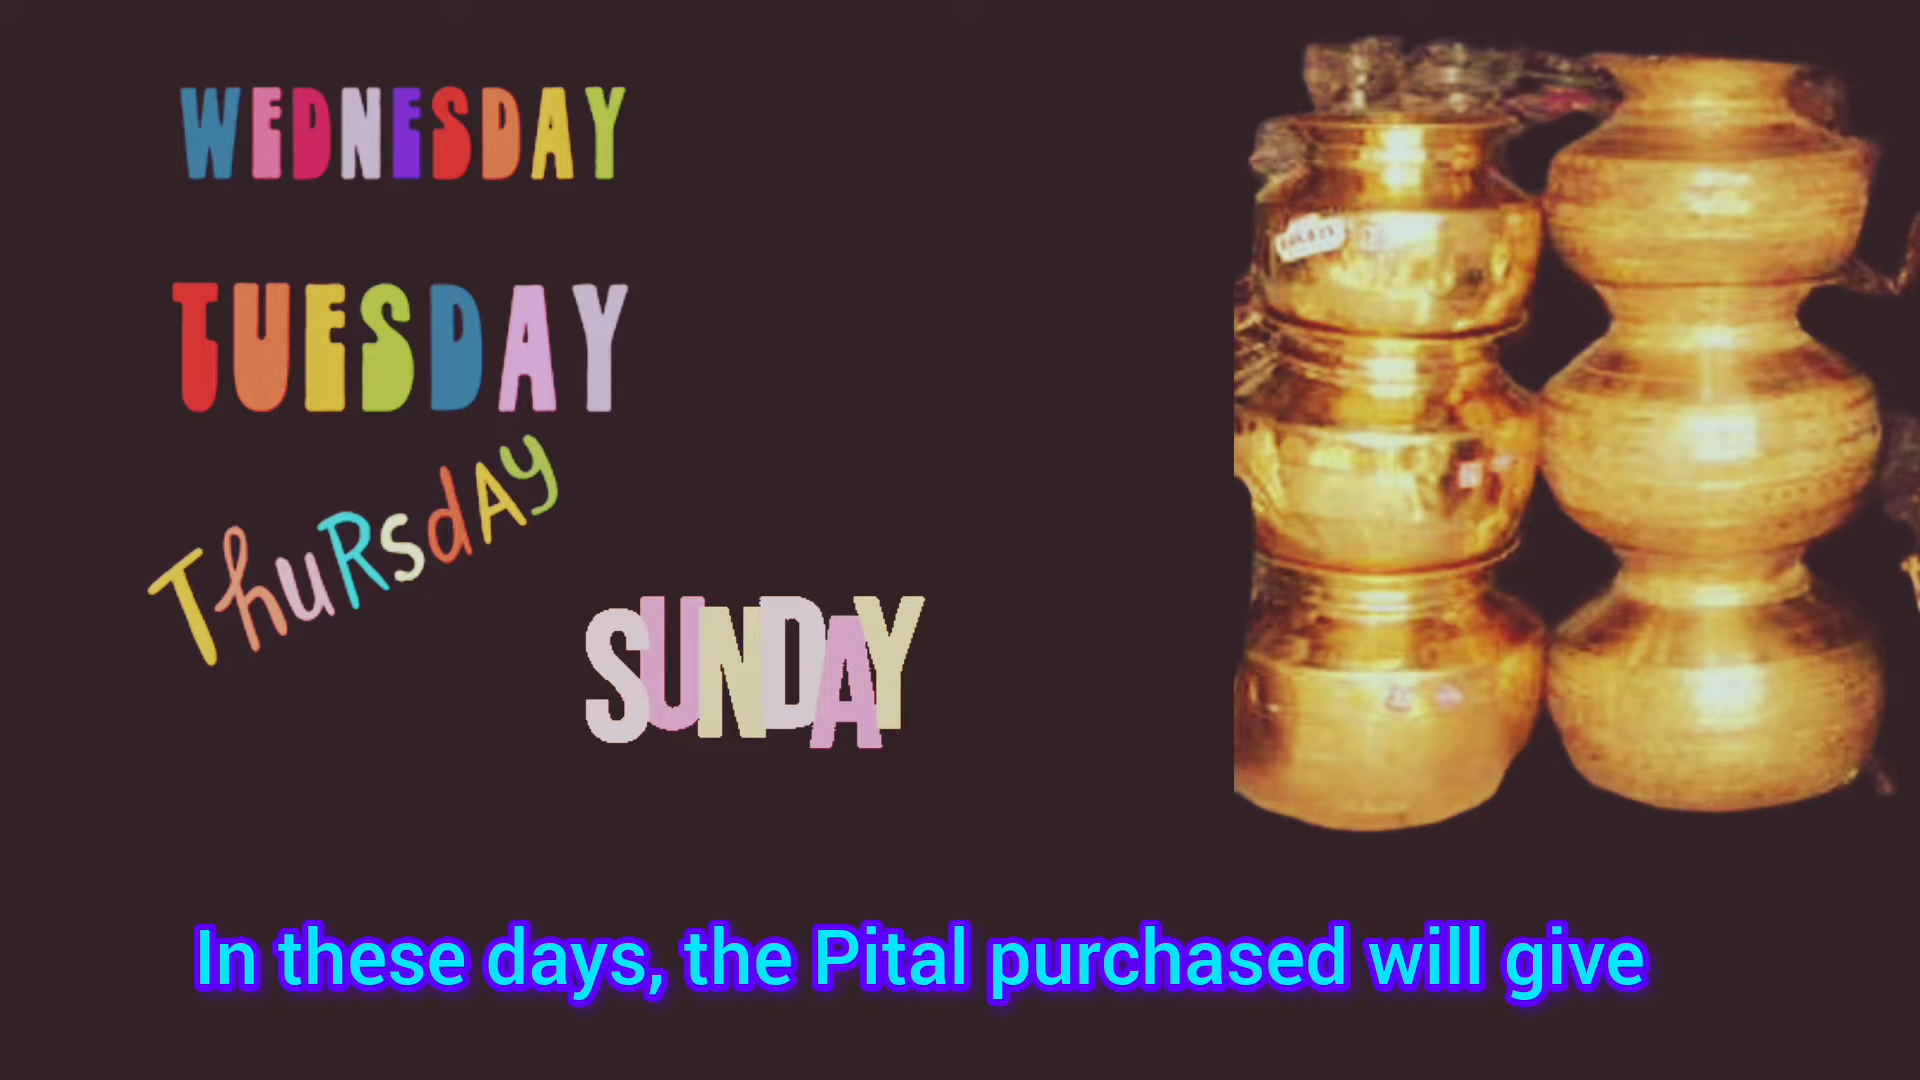 WEDNESDAY
TUESDAY
ThuRsdAy
SUNDAY
In these days, the Pital purchased will give